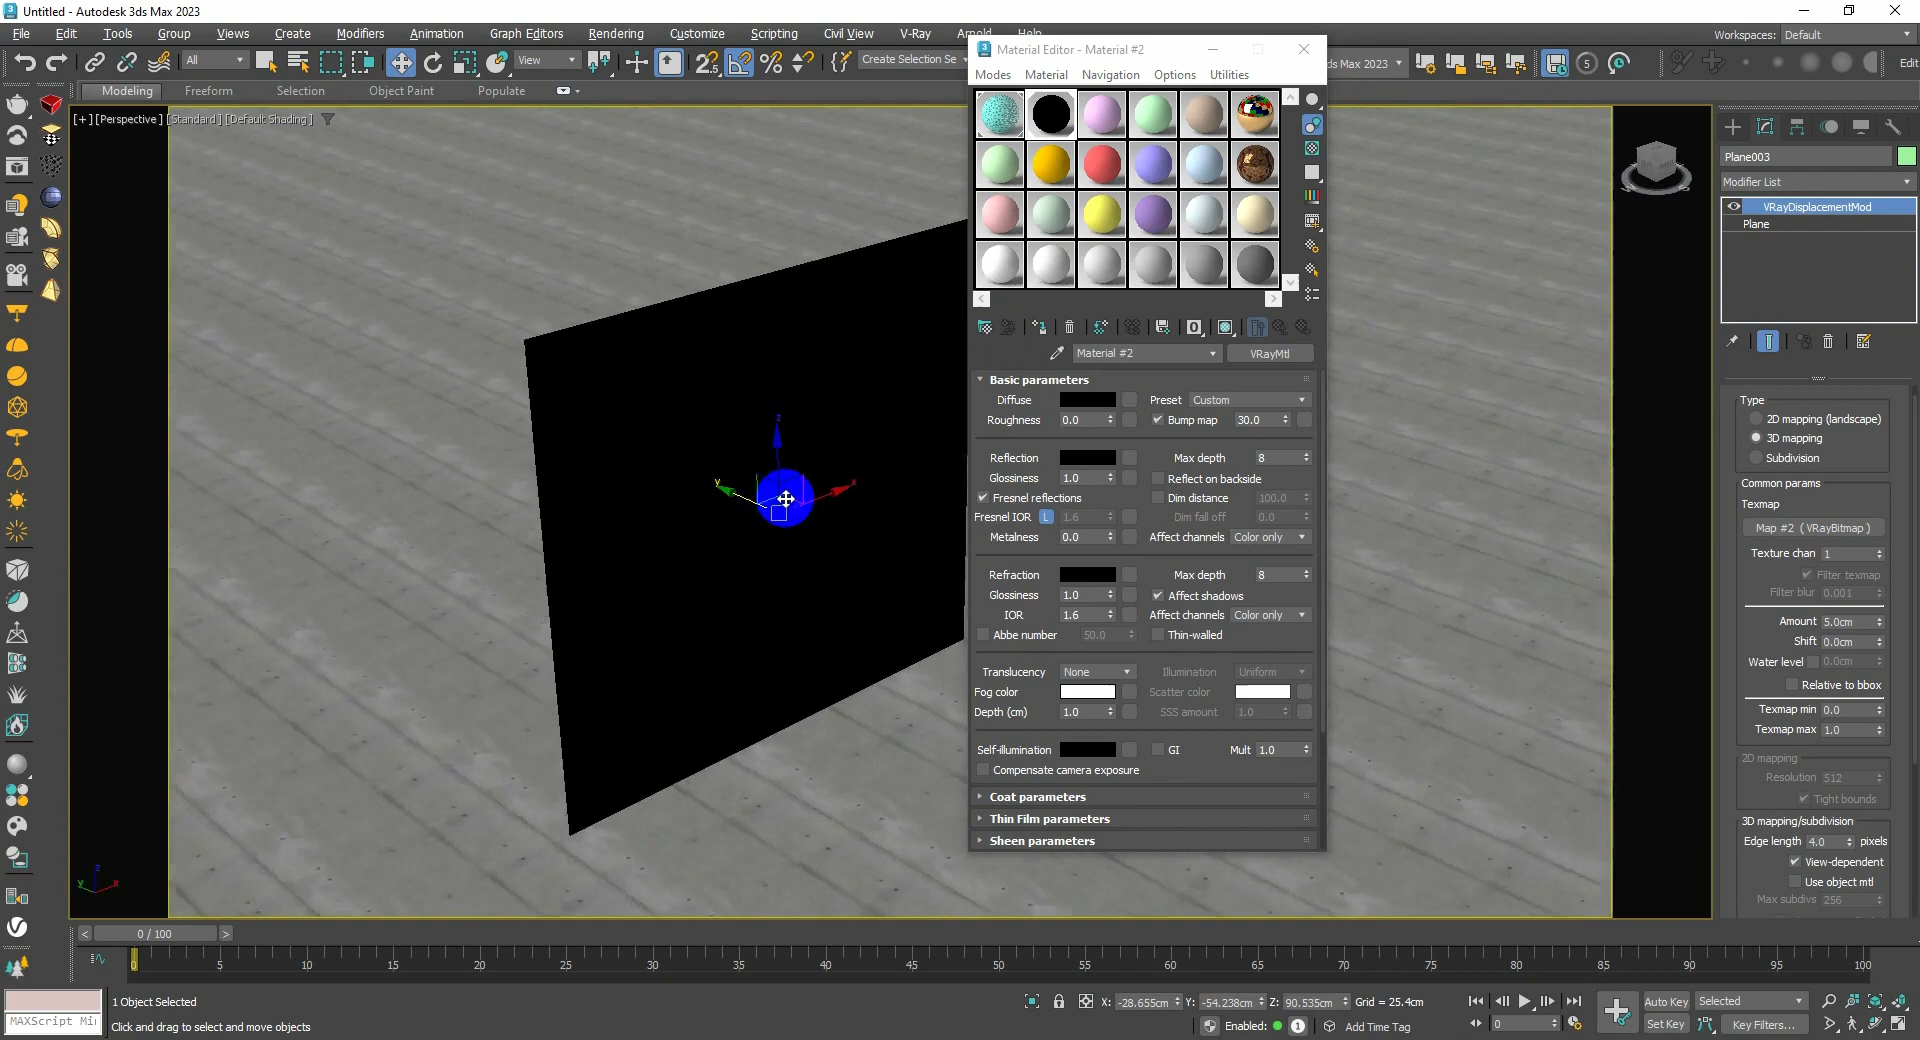 Untitled - Autodesk 3ds Max 2023
File Edit Tools Group Views Create Modifiers Animation Graph Editors Rendering Customize Scripting Civil View V-Ray Arnold Help
Workspaces: Default
All View Create Selection Se ds Max 2023 Edit
Modeling Freeform Selection Object Paint Populate
[+] [Perspective] [Standard] [Default Shading]
Material Editor - Material #2
Modes Material Navigation Options Utilities
Material #2 VRayMtl
Basic parameters
Diffuse Preset Custom
Roughness 0.0 Bump map 30.0
Reflection Max depth 8
Glossiness 1.0 Reflect on backside
Fresnel reflections Dim distance 100.0
Fresnel IOR L 1.6 Dim fall off 0.0
Metalness 0.0 Affect channels Color only
Refraction Max depth 8
Glossiness 1.0 Affect shadows
IOR 1.6 Affect channels Color only
Abbe number 50.0 Thin-walled
Translucency None Illumination Uniform
Fog color Scatter color
Depth (cm) 1.0 SSS amount 1.0
Self-illumination GI Mult 1.0
Compensate camera exposure
Coat parameters
Thin Film parameters
Sheen parameters
z
y
x
z
y
x
Plane003
Modifier List
VRayDisplacementMod
Plane
Type
2D mapping (landscape)
3D mapping
Subdivision
Common params
Texmap
Map #2 ( VRayBitmap )
Texture chan 1
Filter texmap
Filter blur 0.001
Amount 5.0cm
Shift 0.0cm
Water level 0.0cm
Relative to bbox
Texmap min 0.0
Texmap max 1.0
2D mapping
Resolution 512
Tight bounds
3D mapping/subdivision
Edge length 4.0 pixels
View-dependent
Use object mtl
Max subdivs 256
< 0 / 100 >
0 5 10 15 20 25 30 35 40 45 50 55 60 65 70 75 80 85 90 95 100
1 Object Selected
X: -28.655cm Y: -54.238cm Z: 90.535cm Grid = 25.4cm
Auto Key Selected
MAXScript Mi
Click and drag to select and move objects
Enabled: 1 Add Time Tag
0
Set Key Key Filters...